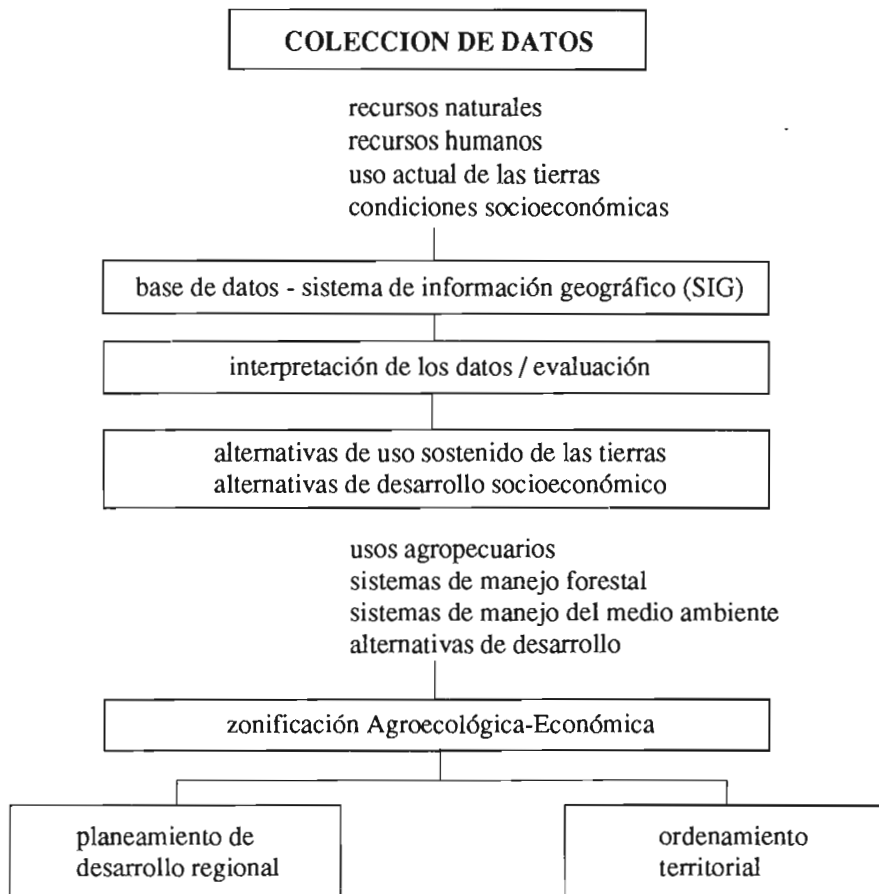 COLECCION DE DATOS
recursos naturales
recursos humanos
uso actual de las tierras
condiciones socioeconómicas
base de datos - sistema de información geográfico (SIG)
interpretación de los datos / evaluación
alternativas de uso sostenido de las tierras
alternativas de desarrollo socioeconómico
usos agropecuarios
sistemas de manejo forestal
sistemas de manejo del medio ambiente
alternativas de desarrollo
zonificación Agroecológica-Económica
planeamiento de
desarrollo regional
ordenamiento
territorial